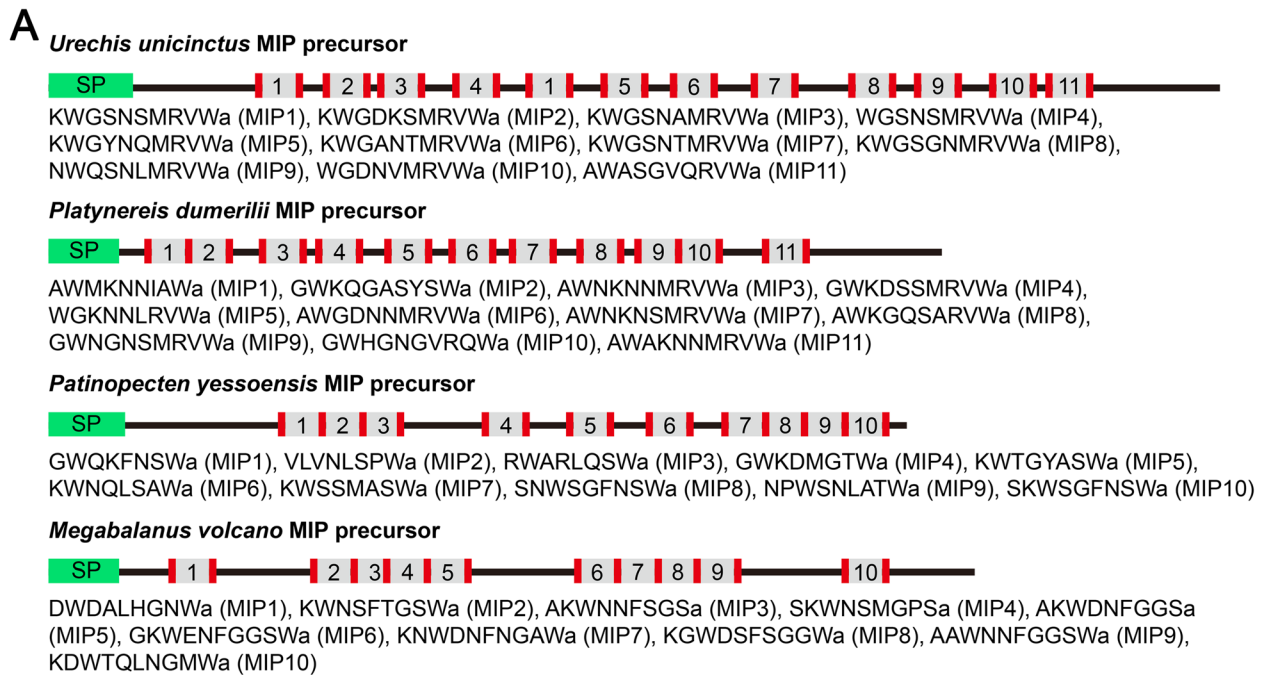 A
Urechis unicinctus MIP precursor
SP 1 2 3 4 1 5 6 7 8 9 10 11
KWGSNSMRVWa (MIP1), KWGDKSMRVWa (MIP2), KWGSNAMRVWa (MIP3), WGSNSMRVWa (MIP4),
KWGYNQMRVWa (MIP5), KWGANTMRVWa (MIP6), KWGSNTMRVWa (MIP7), KWGSGNMRVWa (MIP8),
NWQSNLMRVWa (MIP9), WGDNVMRVWa (MIP10), AWASGVQRVWa (MIP11)
Platynereis dumerilii MIP precursor
SP 1 2 3 4 5 6 7 8 9 10 11
AWMKNNIAWa (MIP1), GWKQGASYSWa (MIP2), AWNKNNMRVWa (MIP3), GWKDSSMRVWa (MIP4),
WGKNNLRVWa (MIP5), AWGDNNMRVWa (MIP6), AWNKNSMRVWa (MIP7), AWKGQSARVWa (MIP8),
GWNGNSMRVWa (MIP9), GWHGNGVRQWa (MIP10), AWAKNNMRVWa (MIP11)
Patinopecten yessoensis MIP precursor
SP 1 2 3 4 5 6 7 8 9 10
GWQKFNSWa (MIP1), VLVNLSPWa (MIP2), RWARLQSWa (MIP3), GWKDMGTWa (MIP4), KWTGYASWa (MIP5),
KWNQLSAWa (MIP6), KWSSMASWa (MIP7), SNWSGFNSWa (MIP8), NPWSNLATWa (MIP9), SKWSGFNSWa (MIP10)
Megabalanus volcano MIP precursor
SP 1 2 3 4 5 6 7 8 9 10
DWDALHGNWa (MIP1), KWNSFTGSWa (MIP2), AKWNNFSGSa (MIP3), SKWNSMGPSa (MIP4), AKWDNFGGSa
(MIP5), GKWENFGGSWa (MIP6), KNWDNFNGAWa (MIP7), KGWDSFSGGWa (MIP8), AAWNNFGGSWa (MIP9),
KDWTQLNGMWa (MIP10)